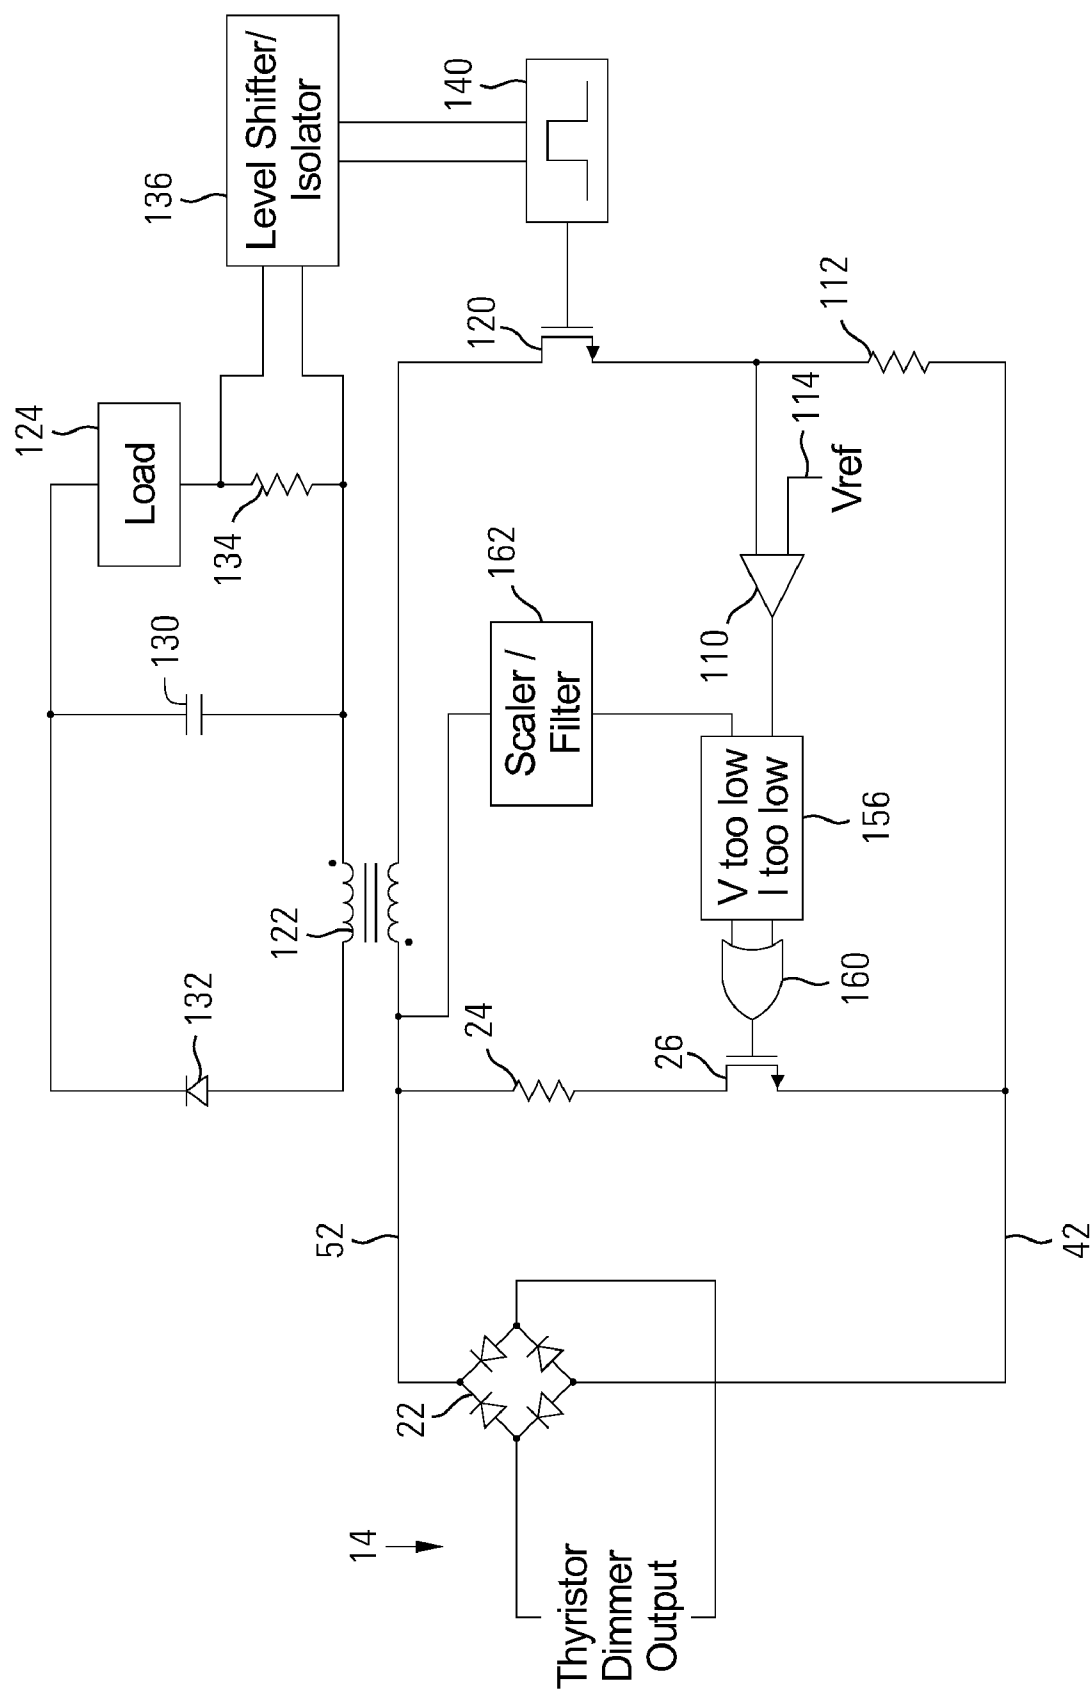 14
Thyristor
Dimmer
Output
22
52
42
132
122
24
26
160
130
Scaler /
Filter
162
V too low
I too low
156
110
Vref
114
112
124
Load
134
120
136
Level Shifter/
Isolator
140